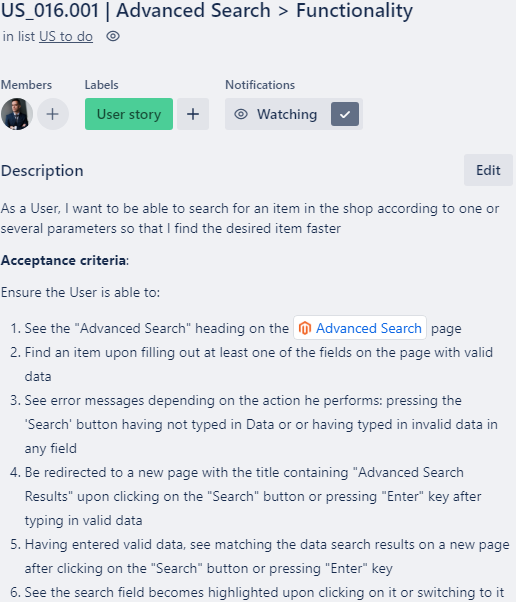 US_016.001 | Advanced Search > Functionality
in list US to do
Members
Labels
Notifications
+
User story
+
Watching
Description
Edit
As a User, I want to be able to search for an item in the shop according to one or
several parameters so that I find the desired item faster
Acceptance criteria:
Ensure the User is able to:
1. See the "Advanced Search" heading on the Advanced Search page
2. Find an item upon filling out at least one of the fields on the page with valid
data
3. See error messages depending on the action he performs: pressing the
'Search' button having not typed in Data or or having typed in invalid data in
any field
4. Be redirected to a new page with the title containing "Advanced Search
Results" upon clicking on the "Search" button or pressing "Enter" key after
typing in valid data
5. Having entered valid data, see matching the data search results on a new page
after clicking on the "Search" button or pressing "Enter" key
6. See the search field becomes highlighted upon clicking on it or switching to it